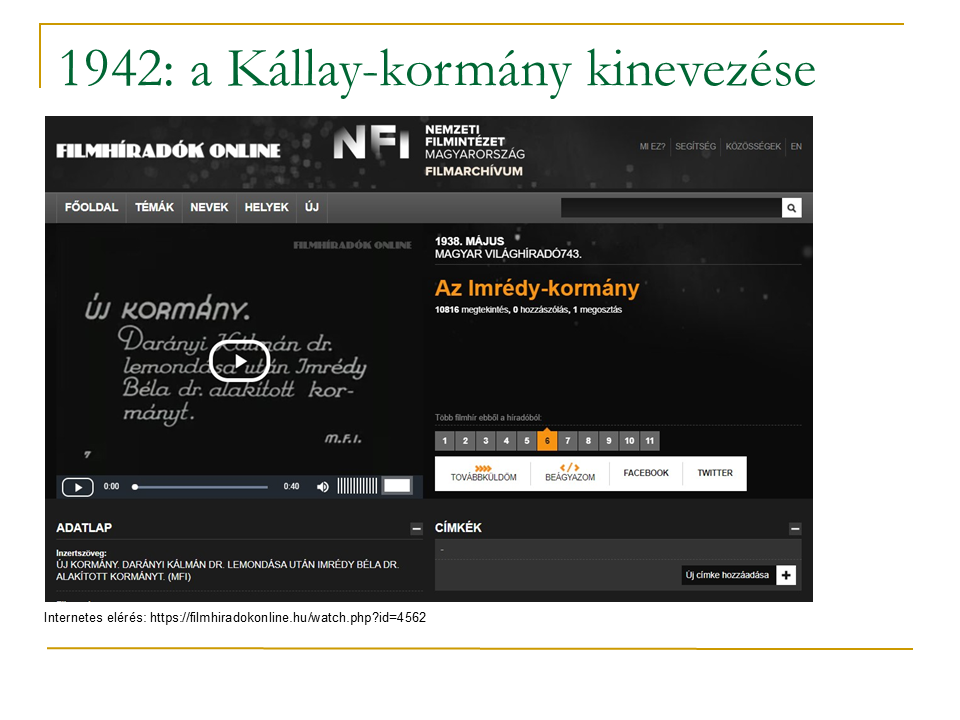 1942: a Kállay-kormány kinevezése
FILMHÍRADÓK ONLINE
NFI
NEMZETI
FILMINTÉZET
MAGYARORSZÁG
FILMARCHÍVUM
MI EZ? SEGÍTSÉG KÖZÖSSÉGEK EN
FŐOLDAL TÉMÁK NEVEK HELYEK ÚJ
FILMHÍRADÓK ONLINE
ÚJ KORMÁNY.
Darányi Kálmán dr.
lemondása után Imrédy
Béla dr. alakított kor-
mányt.
M.F.I.
7
0:00 0:40
1938. MÁJUS
MAGYAR VILÁGHÍRADÓ743.
Az Imrédy-kormány
10816 megtekintés, 0 hozzászólás, 1 megosztás
Több filmhír ebből a híradóból:
1 2 3 4 5 6 7 8 9 10 11
TOVÁBBKÜLDÖM BEÁGYAZOM FACEBOOK TWITTER
ADATLAP
Inzertszöveg:
ÚJ KORMÁNY. DARÁNYI KÁLMÁN DR. LEMONDÁSA UTÁN IMRÉDY BÉLA DR.
ALAKÍTOTT KORMÁNYT. (MFI)
CÍMKÉK
-
Új címke hozzáadása
Internetes elérés: https://filmhiradokonline.hu/watch.php?id=4562